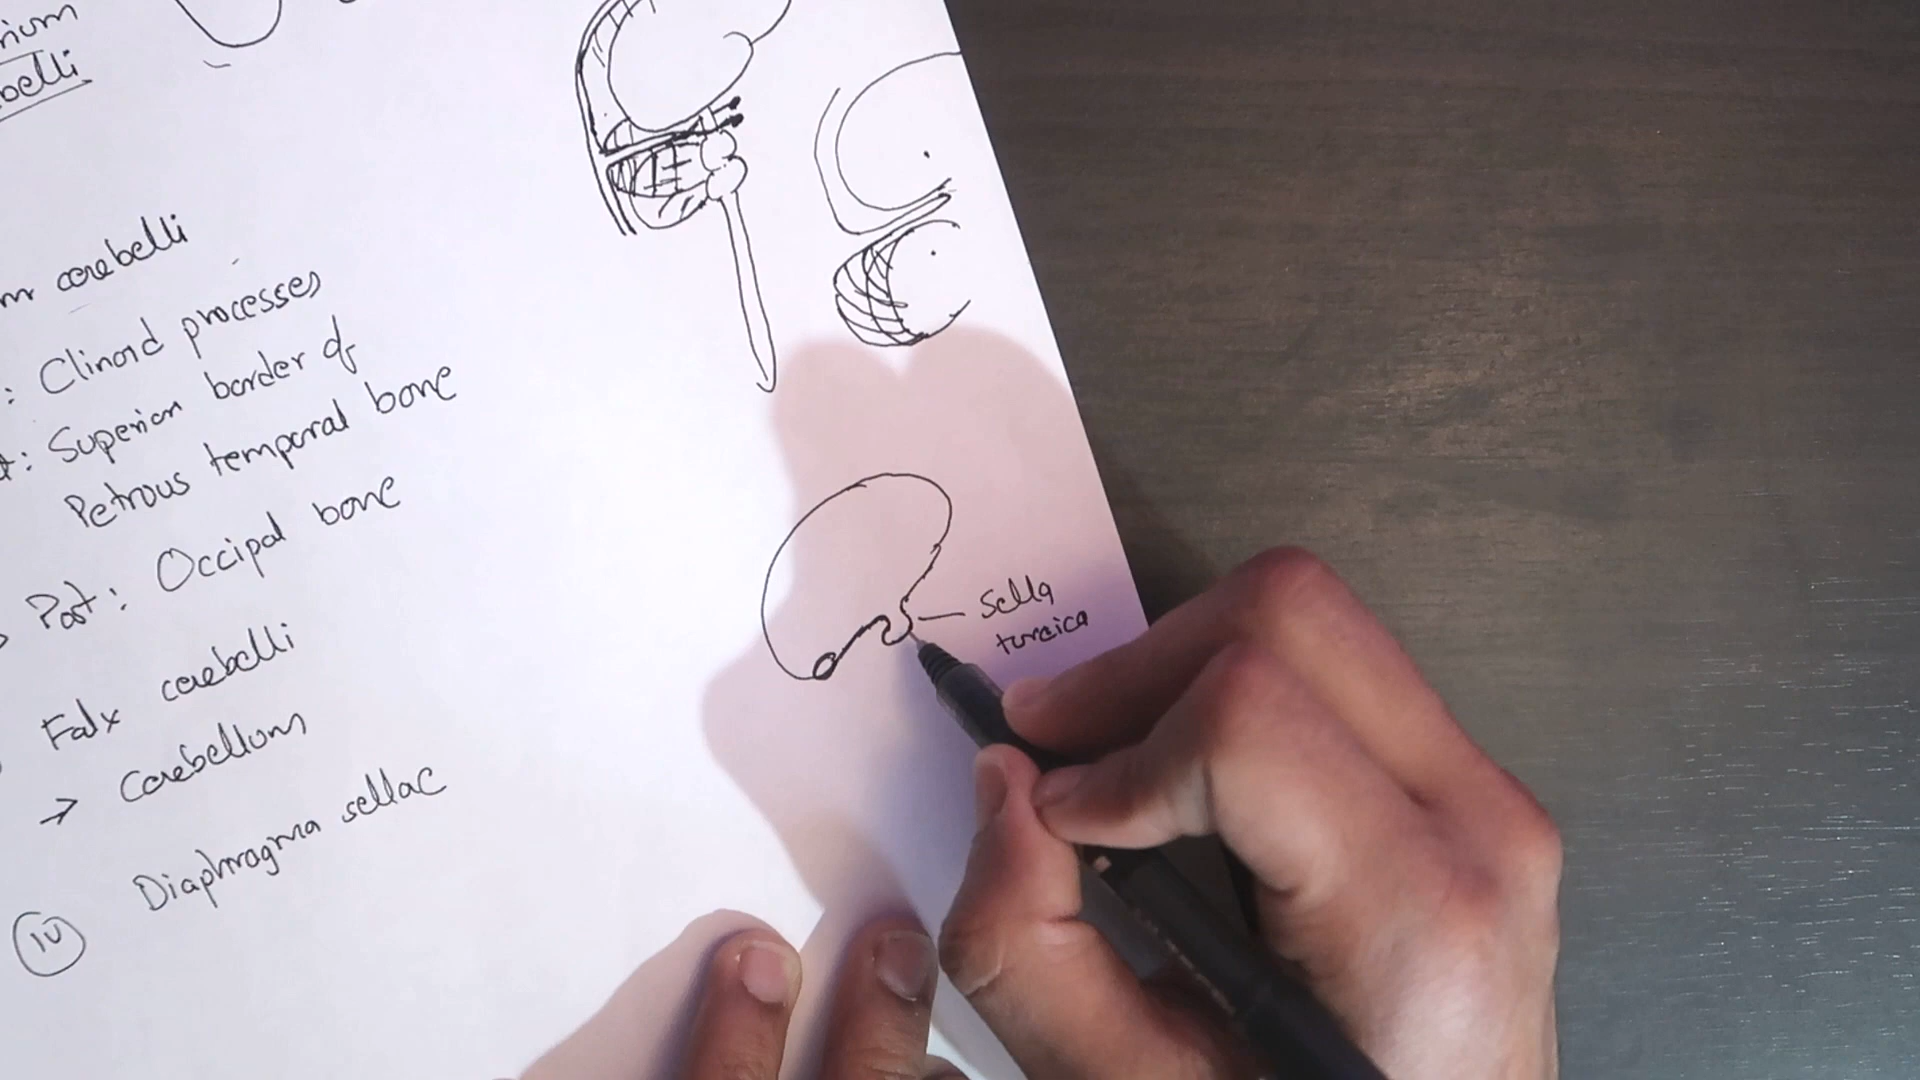 belli
cerebelli
: Clinoid processes
: Superior border of
Petrous temporal bone
Post: Occipal bone
Falx cerebelli
→ Cerebellum
(iv) Diaphragma sellae
Sella
turcica